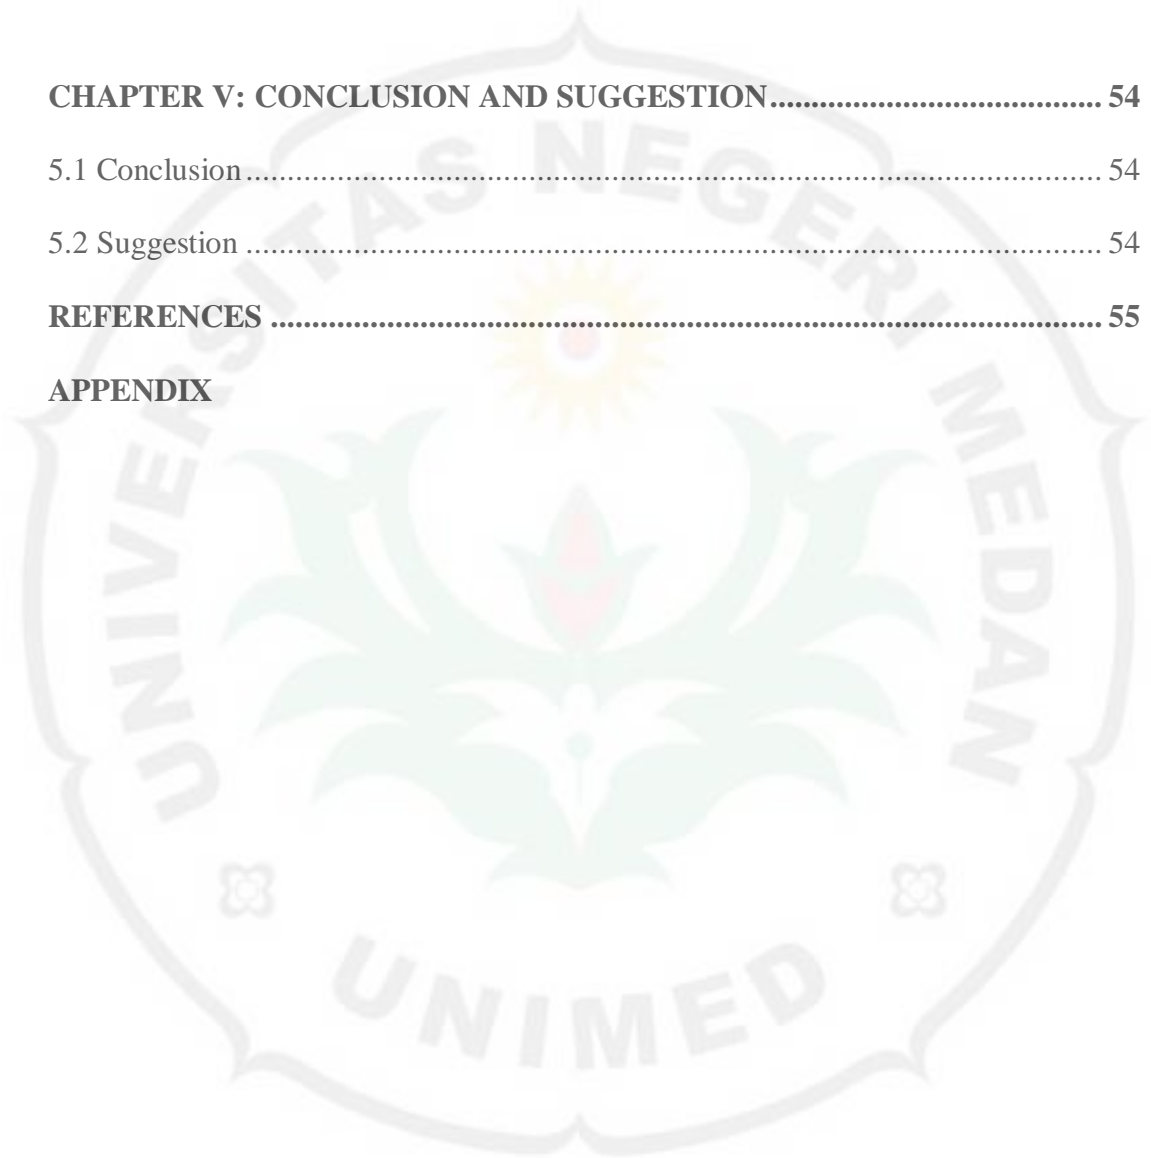 CHAPTER V: CONCLUSION AND SUGGESTION........................................ 54
5.1 Conclusion...................................................................................... 54
5.2 Suggestion ...................................................................................... 54
REFERENCES ..................................................................................... 55
APPENDIX
UNIVERSITAS NEGERI MEDAN
UNIMED